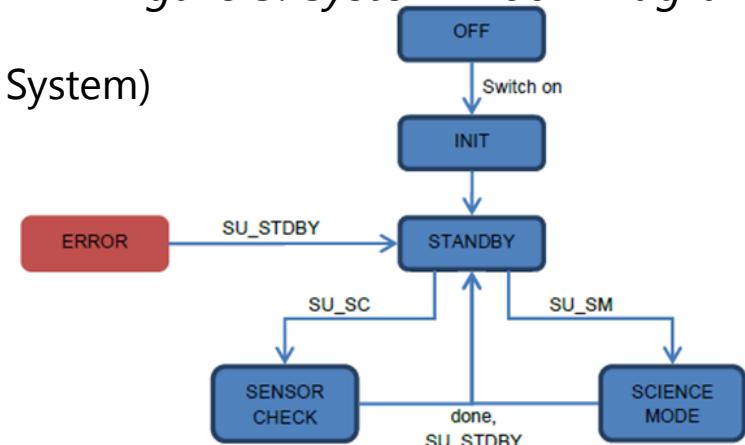 OFF
System)
Switch on
INIT
ERROR
SU_STDBY
STANDBY
SU_SC
SU_SM
SENSOR
CHECK
done,
SU_STDBY
SCIENCE
MODE